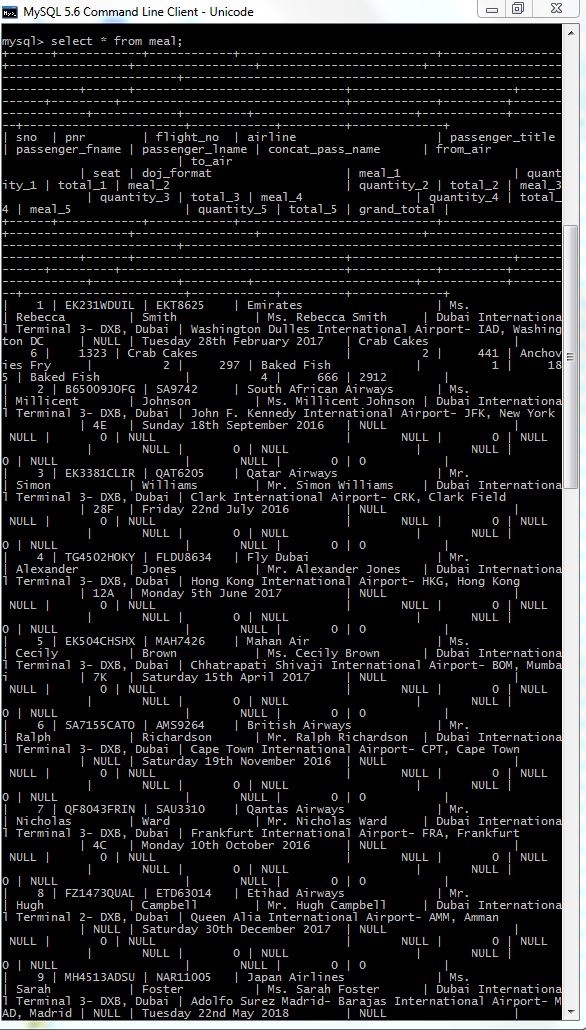 MySQL 5.6 Command Line Client - Unicode
mysql> select * from meal;
| sno | pnr | flight_no | airline | passenger_title
| passenger_fname | passenger_lname | concat_pass_name | from_air
| to_air
| seat | doj_format | meal_1 | quant
ity_1 | total_1 | meal_2 | quantity_2 | total_2 | meal_3
| quantity_3 | total_3 | meal_4 | quantity_4 | total_
4 | meal_5 | quantity_5 | total_5 | grand_total |
| 1 | EK231WDUIL | EKT8625 | Emirates | Ms.
| Rebecca | Smith | Ms. Rebecca Smith | Dubai Internationa
l Terminal 3- DXB, Dubai | Washington Dulles International Airport- IAD, Washing
ton DC | NULL | Tuesday 28th February 2017 | Crab Cakes |
6 | 1323 | Crab Cakes | 2 | 441 | Anchov
ies Fry | 2 | 297 | Baked Fish | 1 | 18
5 | Baked Fish | 4 | 666 | 2912 |
| 2 | B65009JOFG | SA9742 | South African Airways | Ms.
| Millicent | Johnson | Ms. Millicent Johnson | Dubai Internationa
l Terminal 3- DXB, Dubai | John F. Kennedy International Airport- JFK, New York
| 4E | Sunday 18th September 2016 | NULL |
NULL | 0 | NULL | NULL | 0 | NULL
| NULL | 0 | NULL | NULL |
0 | NULL | NULL | 0 | 0 |
| 3 | EK3381CLIR | QAT6205 | Qatar Airways | Mr.
| Simon | Williams | Mr. Simon Williams | Dubai Internationa
l Terminal 3- DXB, Dubai | Clark International Airport- CRK, Clark Field
| 28F | Friday 22nd July 2016 | NULL |
NULL | 0 | NULL | NULL | 0 | NULL
| NULL | 0 | NULL | NULL |
0 | NULL | NULL | 0 | 0 |
| 4 | TG4502HOKY | FLDU8634 | Fly Dubai | Mr.
| Alexander | Jones | Mr. Alexander Jones | Dubai Internationa
l Terminal 3- DXB, Dubai | Hong Kong International Airport- HKG, Hong Kong
| 12A | Monday 5th June 2017 | NULL |
NULL | 0 | NULL | NULL | 0 | NULL
| NULL | 0 | NULL | NULL |
0 | NULL | NULL | 0 | 0 |
| 5 | EK504CHSHX | MAH7426 | Mahan Air | Ms.
| Cecily | Brown | Ms. Cecily Brown | Dubai Internationa
l Terminal 3- DXB, Dubai | Chhatrapati Shivaji International Airport- BOM, Mumba
i | 7K | Saturday 15th April 2017 | NULL |
NULL | 0 | NULL | NULL | 0 | NULL
| NULL | 0 | NULL | NULL |
0 | NULL | NULL | 0 | 0 |
| 6 | SA7155CATO | AMS9264 | British Airways | Mr.
| Ralph | Richardson | Mr. Ralph Richardson | Dubai Internationa
l Terminal 3- DXB, Dubai | Cape Town International Airport- CPT, Cape Town
| NULL | Saturday 19th November 2016 | NULL |
NULL | 0 | NULL | NULL | 0 | NULL
| NULL | 0 | NULL | NULL |
0 | NULL | NULL | 0 | 0 |
| 7 | QF8043FRIN | SAU3310 | Qantas Airways | Mr.
| Nicholas | Ward | Mr. Nicholas Ward | Dubai Internationa
l Terminal 3- DXB, Dubai | Frankfurt International Airport- FRA, Frankfurt
| 4C | Monday 10th October 2016 | NULL |
NULL | 0 | NULL | NULL | 0 | NULL
| NULL | 0 | NULL | NULL |
0 | NULL | NULL | 0 | 0 |
| 8 | FZ1473QUAL | ETD63014 | Etihad Airways | Mr.
| Hugh | Campbell | Mr. Hugh Campbell | Dubai Internationa
l Terminal 2- DXB, Dubai | Queen Alia International Airport- AMM, Amman
| NULL | Saturday 30th December 2017 | NULL |
NULL | 0 | NULL | NULL | 0 | NULL
| NULL | 0 | NULL | NULL |
0 | NULL | NULL | 0 | 0 |
| 9 | MH4513ADSU | NAR11005 | Japan Airlines | Ms.
| Sarah | Foster | Ms. Sarah Foster | Dubai Internationa
l Terminal 3- DXB, Dubai | Adolfo Surez Madrid- Barajas International Airport- M
AD, Madrid | NULL | Tuesday 22nd May 2018 | NULL |